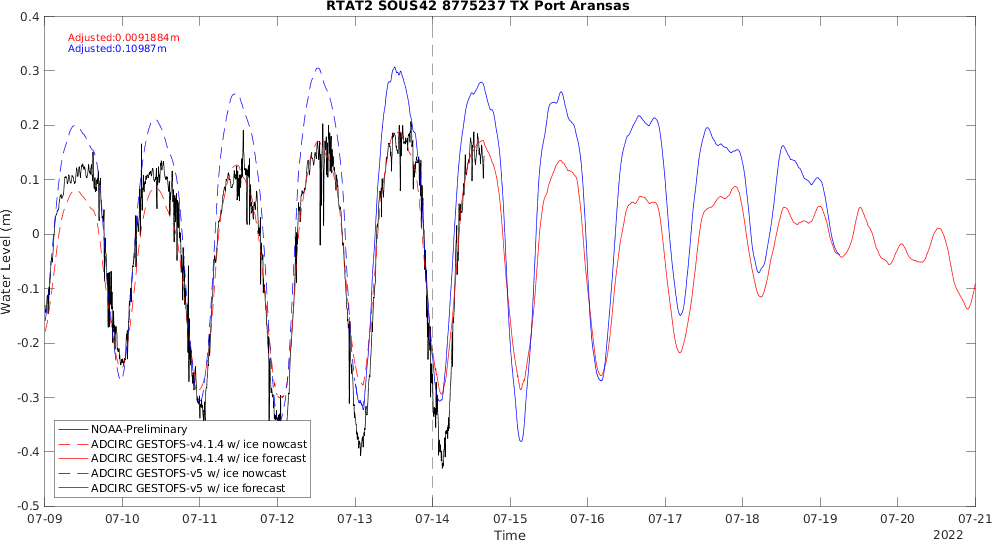 RTAT2 SOUS42 8775237 TX Port Aransas
Adjusted:0.0091884m
Adjusted:0.10987m
0.4
0.3
0.2
0.1
0
-0.1
-0.2
-0.3
-0.4
-0.5
Water Level (m)
NOAA-Preliminary
ADCIRC GESTOFS-v4.1.4 w/ ice nowcast
ADCIRC GESTOFS-v4.1.4 w/ ice forecast
ADCIRC GESTOFS-v5 w/ ice nowcast
ADCIRC GESTOFS-v5 w/ ice forecast
07-09 07-10 07-11 07-12 07-13 07-14 07-15 07-16 07-17 07-18 07-19 07-20 07-21
Time
2022